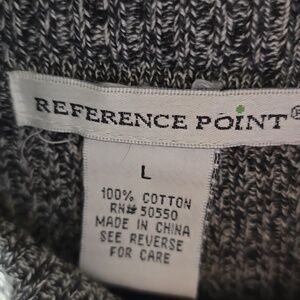 REFERENCE POINT®
L
100% COTTON
RN# 50550
MADE IN CHINA
SEE REVERSE
FOR CARE